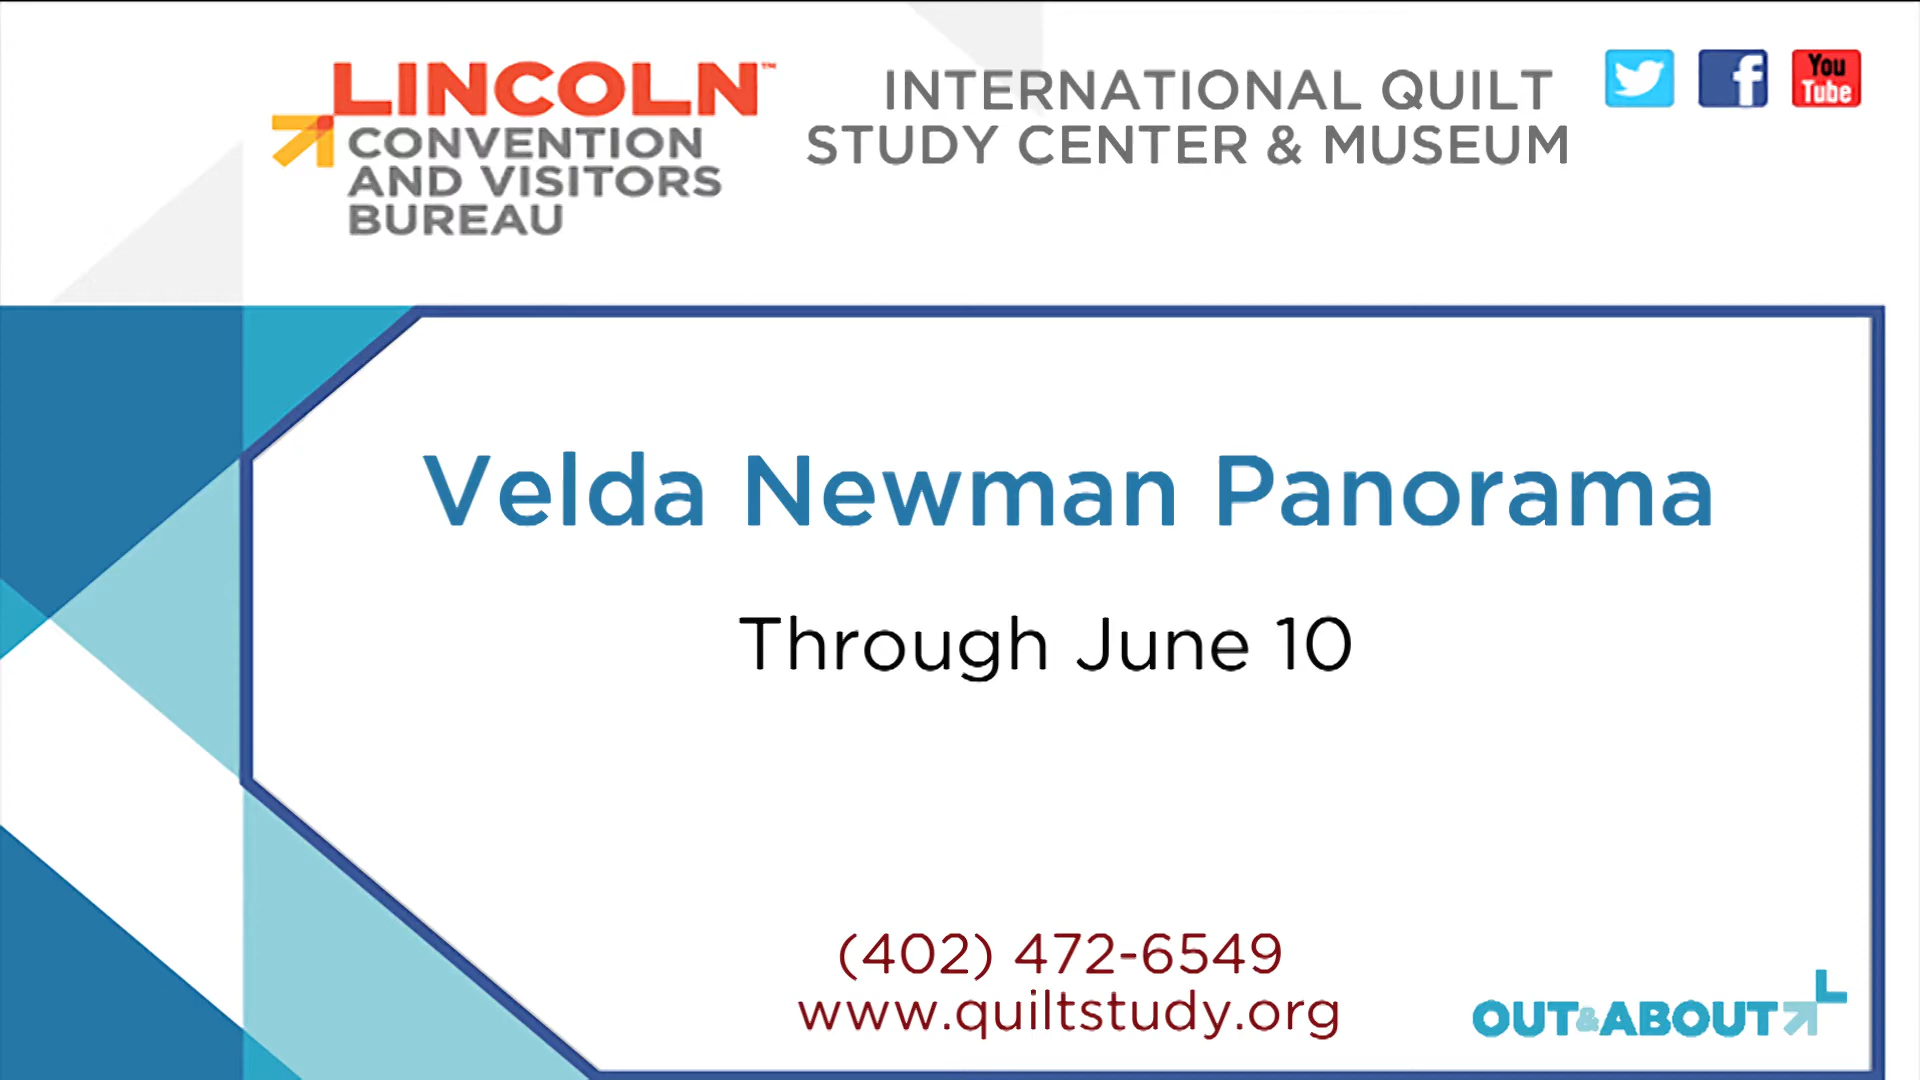 LINCOLN™
CONVENTION
AND VISITORS
BUREAU
INTERNATIONAL QUILT
STUDY CENTER & MUSEUM
You
Tube
Velda Newman Panorama
Through June 10
(402) 472-6549
www.quiltstudy.org
OUT&ABOUT